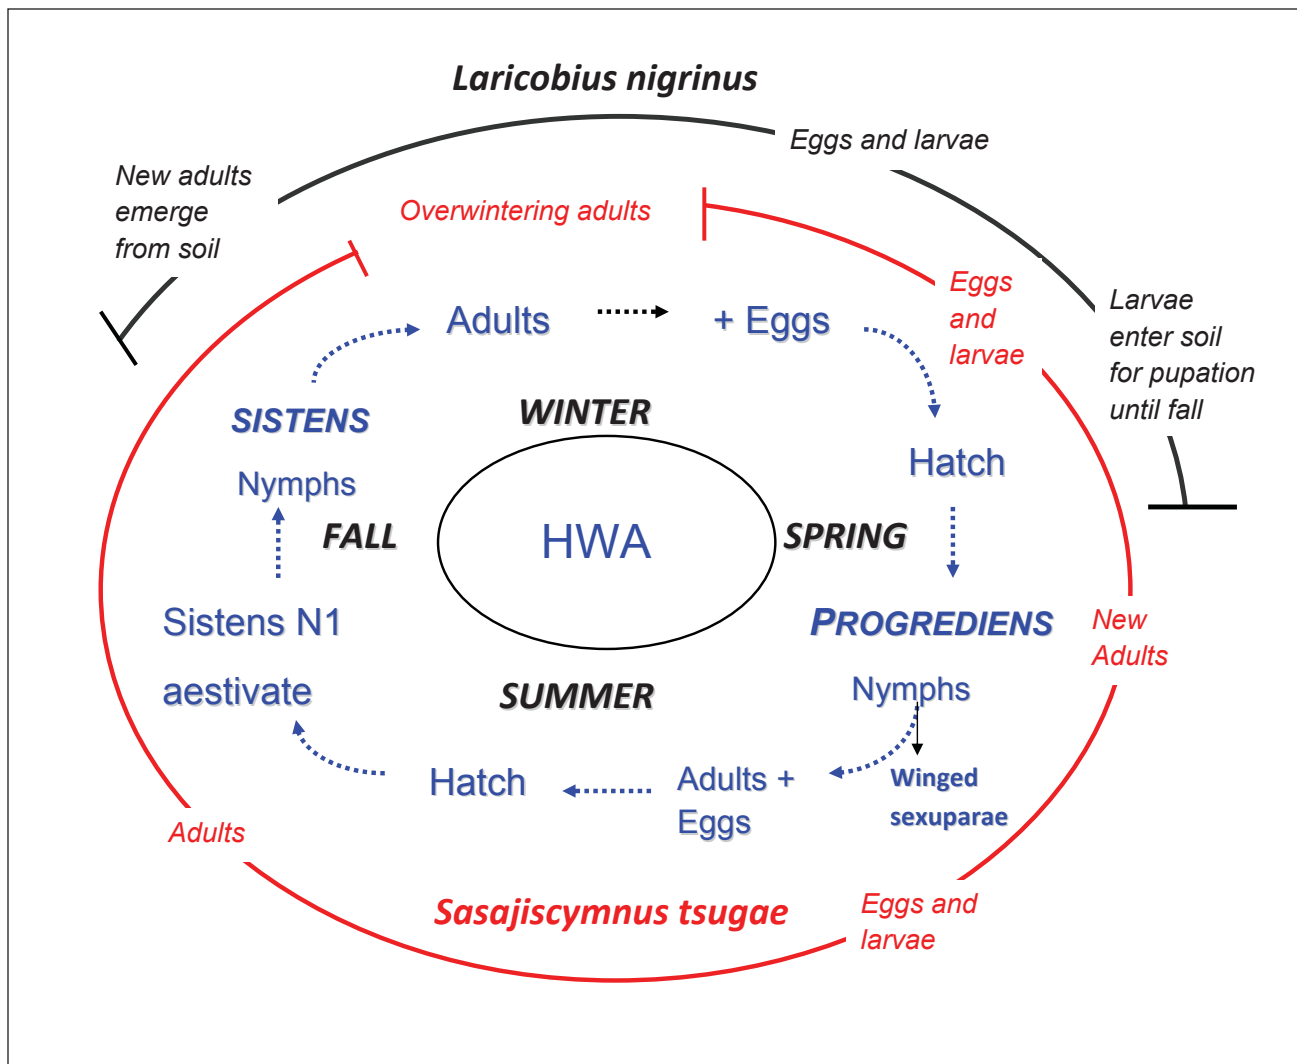 Laricobius nigrinus
Eggs and larvae
New adults
emerge
from soil
Overwintering adults
Eggs
and
larvae
Larvae
enter soil
for pupation
until fall
Adults
+ Eggs
SISTENS
WINTER
Hatch
Nymphs
FALL
HWA
SPRING
Sistens N1
aestivate
PROGREDIENS
New
Adults
SUMMER
Nymphs
Hatch
Adults +
Eggs
Winged
sexuparae
Adults
Sasajiscymnus tsugae
Eggs and
larvae